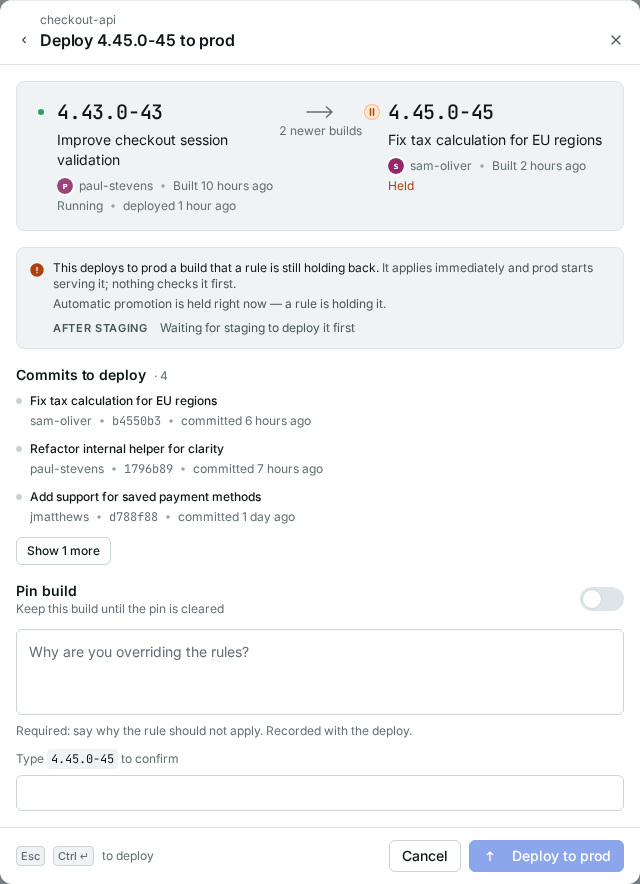 checkout-api
Deploy 4.45.0-45 to prod
4.43.0-43
Improve checkout session
validation
P paul-stevens • Built 10 hours ago
Running • deployed 1 hour ago
2 newer builds
4.45.0-45
Fix tax calculation for EU regions
S sam-oliver • Built 2 hours ago
Held
This deploys to prod a build that a rule is still holding back. It applies immediately and prod starts
serving it; nothing checks it first.
Automatic promotion is held right now — a rule is holding it.
AFTER STAGING Waiting for staging to deploy it first
Commits to deploy · 4
Fix tax calculation for EU regions
sam-oliver • b4550b3 • committed 6 hours ago
Refactor internal helper for clarity
paul-stevens • 1796b89 • committed 7 hours ago
Add support for saved payment methods
jmatthews • d788f88 • committed 1 day ago
Show 1 more
Pin build
Keep this build until the pin is cleared
Why are you overriding the rules?
Required: say why the rule should not apply. Recorded with the deploy.
Type 4.45.0-45 to confirm
Esc Ctrl ↵ to deploy
Cancel
↑ Deploy to prod